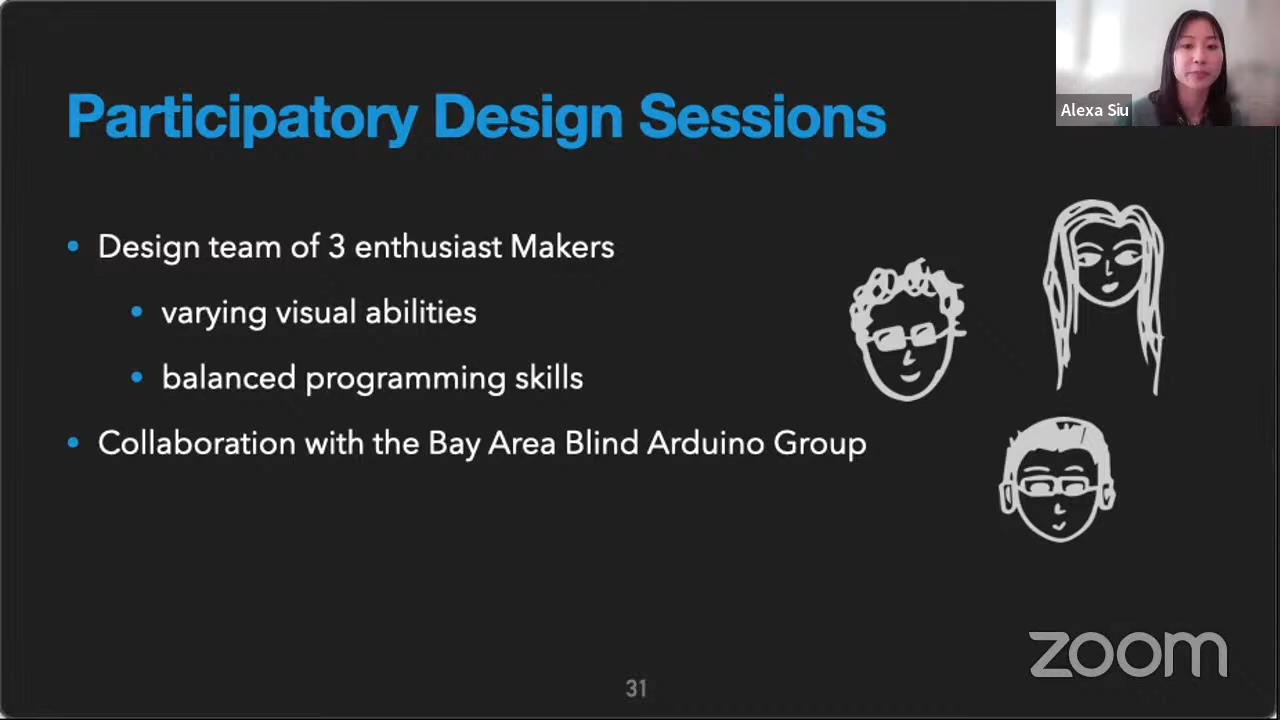 Participatory Design Sessions
Alexa Siu
• Design team of 3 enthusiast Makers
• varying visual abilities
• balanced programming skills
• Collaboration with the Bay Area Blind Arduino Group
zoom
31